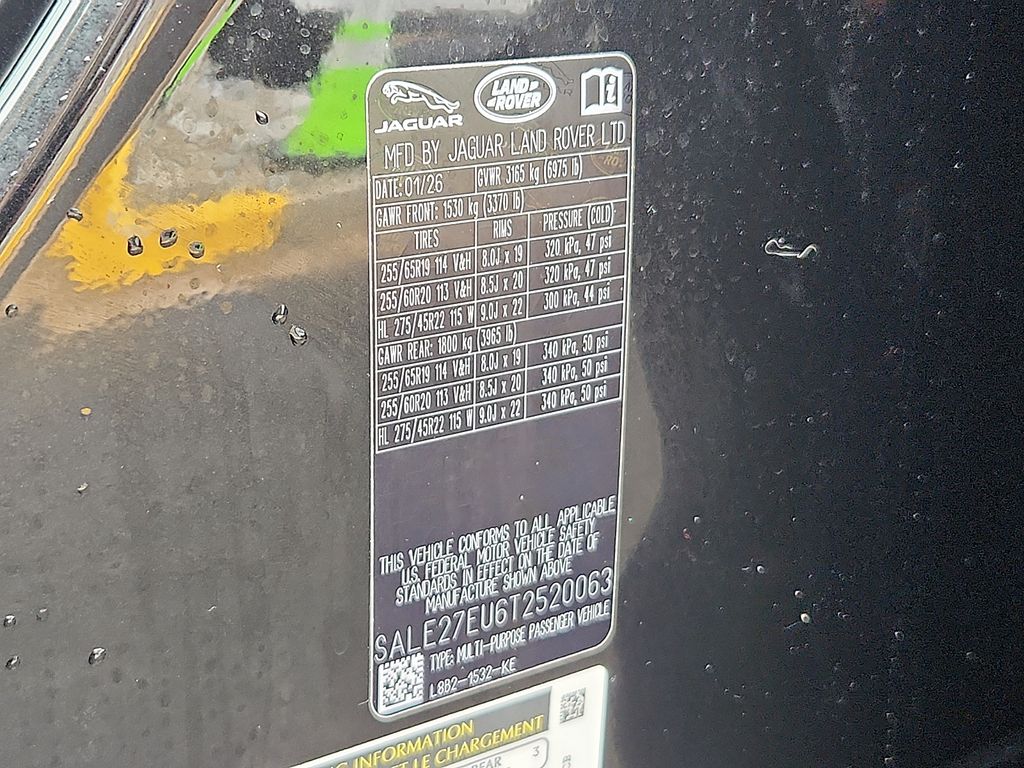 JAGUAR
LAND ROVER
MFD BY JAGUAR LAND ROVER LTD
DATE: 01/26 GVWR 3165 kg (6975 lb)
GAWR FRONT: 1530 kg (3370 lb)
TIRES RIMS PRESSURE (COLD)
255/65R19 114 V&H 8.0J x 19 320 kPa, 47 psi
255/60R20 113 V&H 8.5J x 20 320 kPa, 47 psi
HL 275/45R22 115 W 9.0J x 22 300 kPa, 44 psi
GAWR REAR: 1800 kg (3965 lb)
255/65R19 114 V&H 8.0J x 19 340 kPa, 50 psi
255/60R20 113 V&H 8.5J x 20 340 kPa, 50 psi
HL 275/45R22 115 W 9.0J x 22 340 kPa, 50 psi
THIS VEHICLE CONFORMS TO ALL APPLICABLE
U.S. FEDERAL MOTOR VEHICLE SAFETY
STANDARDS IN EFFECT ON THE DATE OF
MANUFACTURE SHOWN ABOVE
SALE27EU6T2520063
TYPE: MULTI-PURPOSE PASSENGER VEHICLE
L8B2-1532-KE
INFORMATION
LE CHARGEMENT
REAR 3